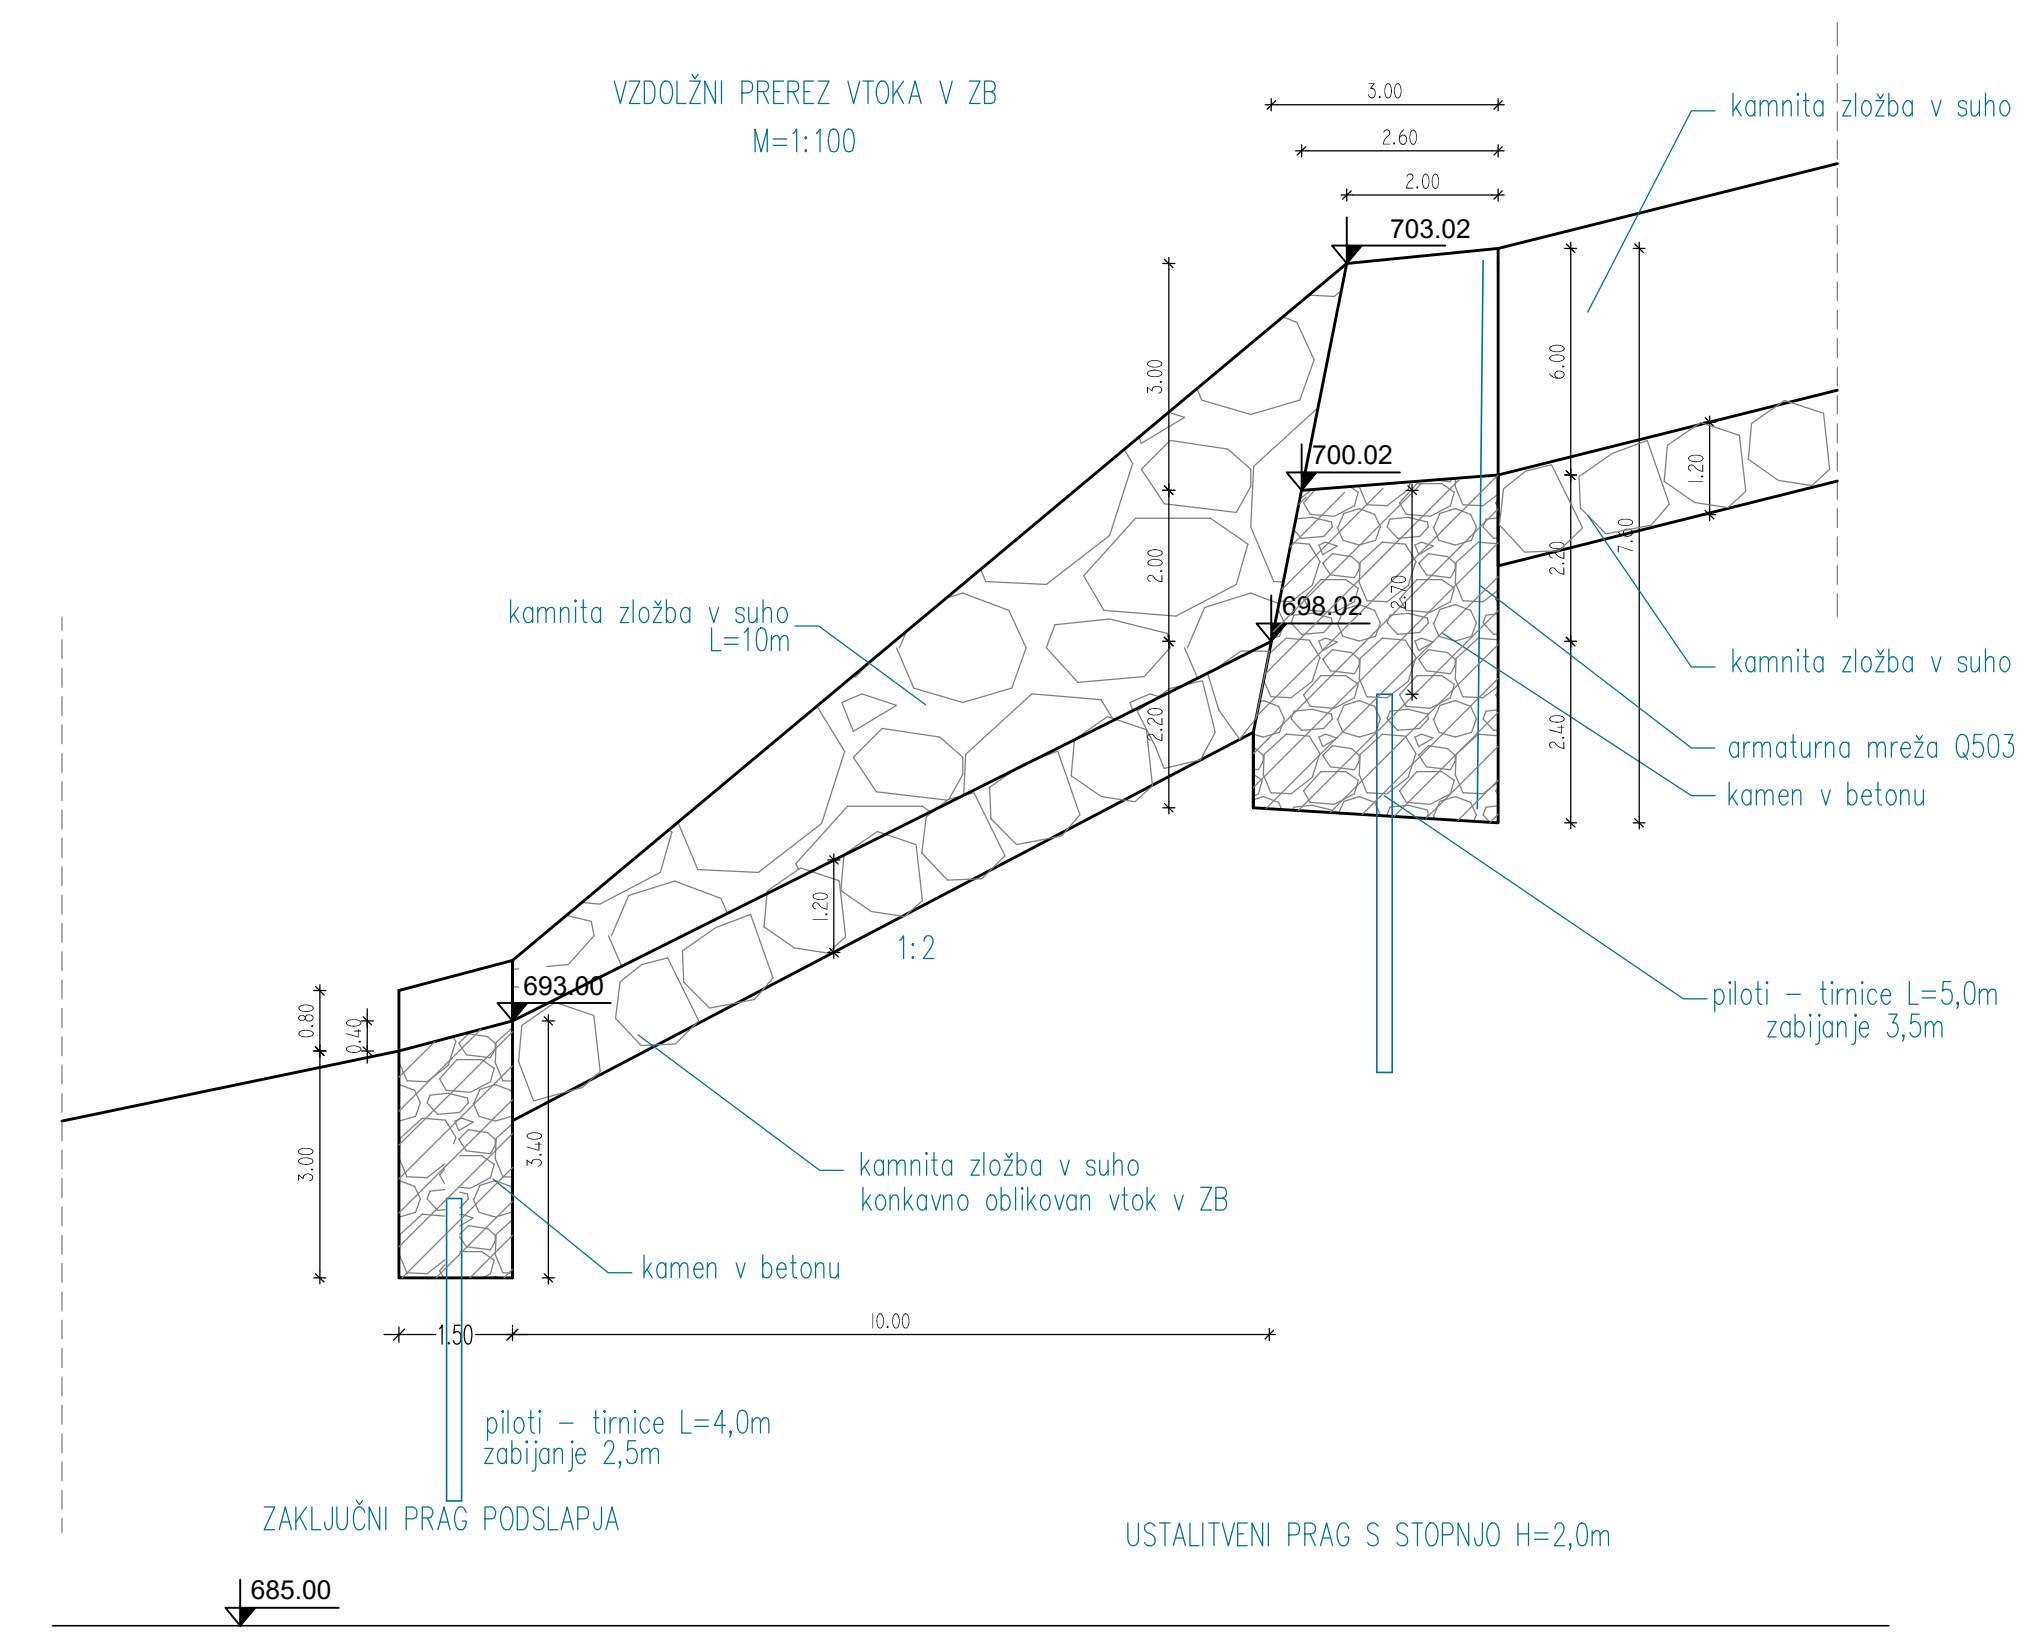 VZDOLŽNI PREREZ VTOKA V ZB
M=1:100
3.00
2.60
2.00
kamnita zložba v suho
703.02
3.00
6.00
700.02
1.20
2.00
2.70
2.20
7.60
698.02
kamnita zložba v suho
L=10m
kamnita zložba v suho
2.20
2.40
armaturna mreža Q503
kamen v betonu
1.20
1:2
693.00
0.80
0.40
piloti – tirnice L=5,0m
zabijanje 3,5m
3.00
3.40
kamnita zložba v suho
konkavno oblikovan vtok v ZB
kamen v betonu
1.50
10.00
piloti – tirnice L=4,0m
zabijanje 2,5m
ZAKLJUČNI PRAG PODSLAPJA
USTALITVENI PRAG S STOPNJO H=2,0m
685.00